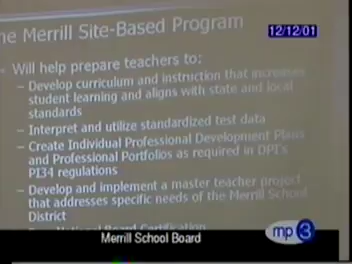 he Merrill Site-Based Program
12/12/01
- Will help prepare teachers to:
– Develop curriculum and instruction that increases
student learning and aligns with state and local
standards
– Interpret and utilize standardized test data
– Create Individual Professional Development Plans
and Professional Portfolios as required in DPI's
PI34 regulations
– Develop and implement a master teacher project
that addresses specific needs of the Merrill School
District
National Board Certification
Merrill School Board
mp3